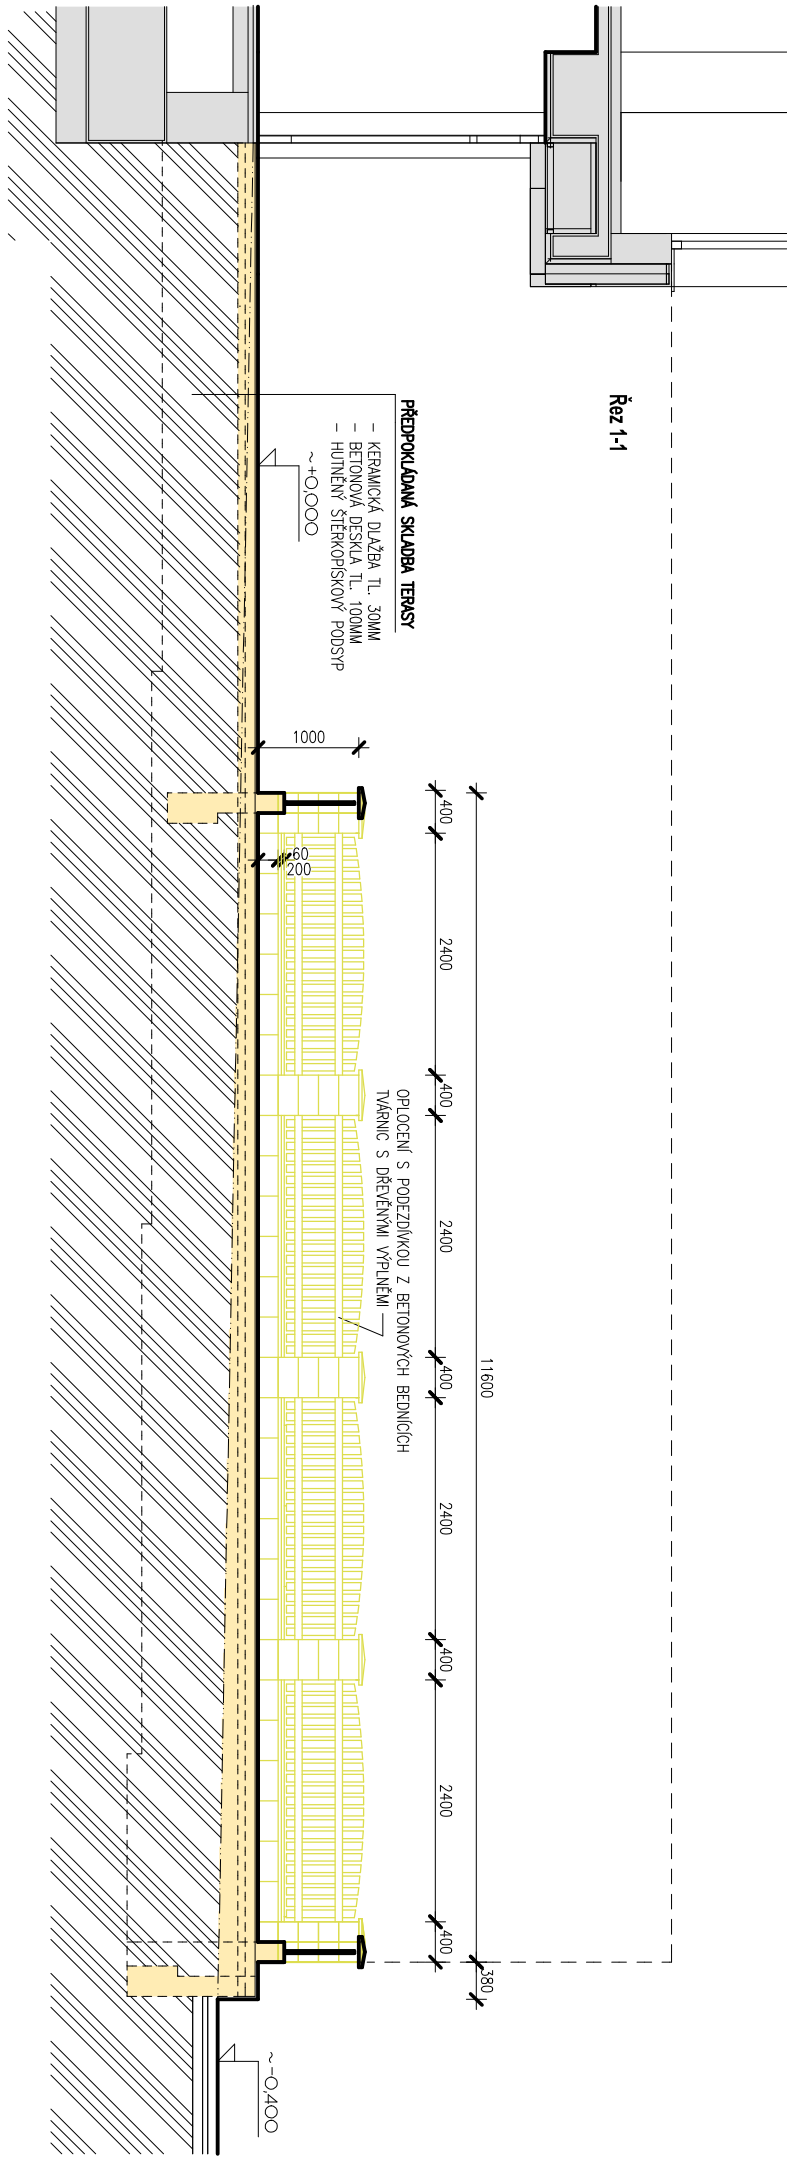 Řez 1-1
PŘEDPOKLÁDANÁ SKLADBA TERASY
- KERAMICKÁ DLAŽBA TL. 30MM
- BETONOVÁ DESKLA TL. 100MM
- HUTNĚNÝ ŠTĚRKOPÍSKOVÝ PODSYP
~+0,000
1000
60
200
400
2400
400
2400
400
2400
400
2400
400
11600
380
OPLOCENÍ S PODEZDÍVKOU Z BETONOVÝCH BEDNÍCÍCH
TVÁRNIC S DŘEVĚNÝMI VÝPLNĚMI
~-0,400